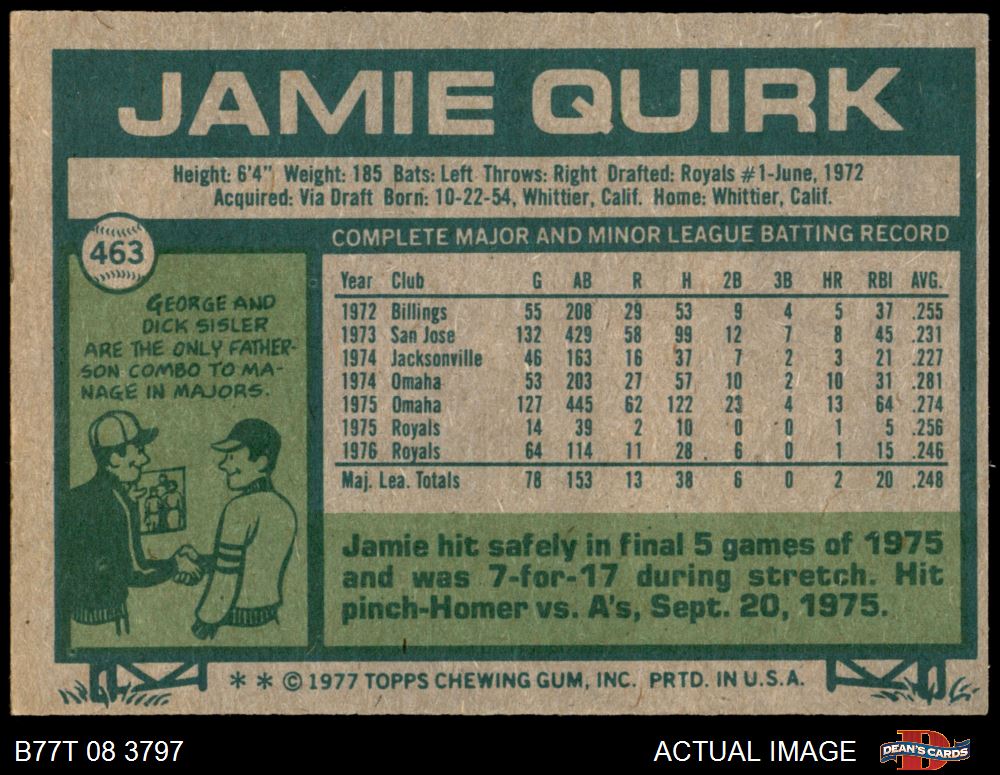 JAMIE QUIRK
Height: 6'4" Weight: 185 Bats: Left Throws: Right Drafted: Royals #1-June, 1972
Acquired: Via Draft Born: 10-22-54, Whittier, Calif. Home: Whittier, Calif.
463
COMPLETE MAJOR AND MINOR LEAGUE BATTING RECORD
GEORGE AND
DICK SISLER
ARE THE ONLY FATHER-
SON COMBO TO MA-
NAGE IN MAJORS.
Year Club G AB R H 2B 3B HR RBI AVG.
1972 Billings 55 208 29 53 9 4 5 37 .255
1973 San Jose 132 429 58 99 12 7 8 45 .231
1974 Jacksonville 46 163 16 37 7 2 3 21 .227
1974 Omaha 53 203 27 57 10 2 10 31 .281
1975 Omaha 127 445 62 122 23 4 13 64 .274
1975 Royals 14 39 2 10 0 0 1 5 .256
1976 Royals 64 114 11 28 6 0 1 15 .246
Maj. Lea. Totals 78 153 13 38 6 0 2 20 .248
Jamie hit safely in final 5 games of 1975
and was 7-for-17 during stretch. Hit
pinch-Homer vs. A's, Sept. 20, 1975.
* * © 1977 TOPPS CHEWING GUM, INC. PRTD. IN U.S.A.
B77T 08 3797
ACTUAL IMAGE
D
DEAN'S CARDS